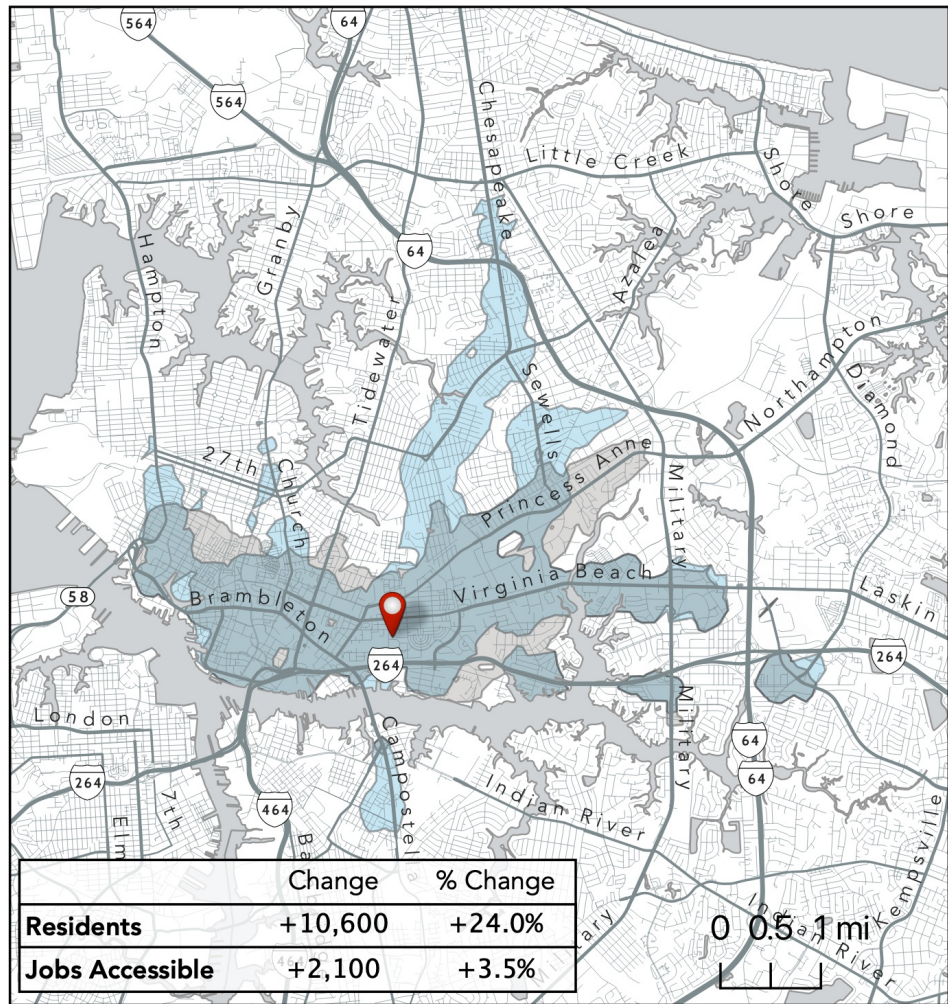 564
64
564
Chesapeake
Little Creek
Shore
Shore
Hampton
Granby
64
Azalea
Tidewater
Northampton
Sewells
Diamond
27th
Church
Princess Anne
Military
58
Brambleton
Virginia Beach
Laskin
264
264
London
Campostella
Military
64
264
7th
464
Indian River
64
Elm
Kempsville
Indian River
0 0.5 1 mi
Change % Change
Residents +10,600 +24.0%
Jobs Accessible +2,100 +3.5%